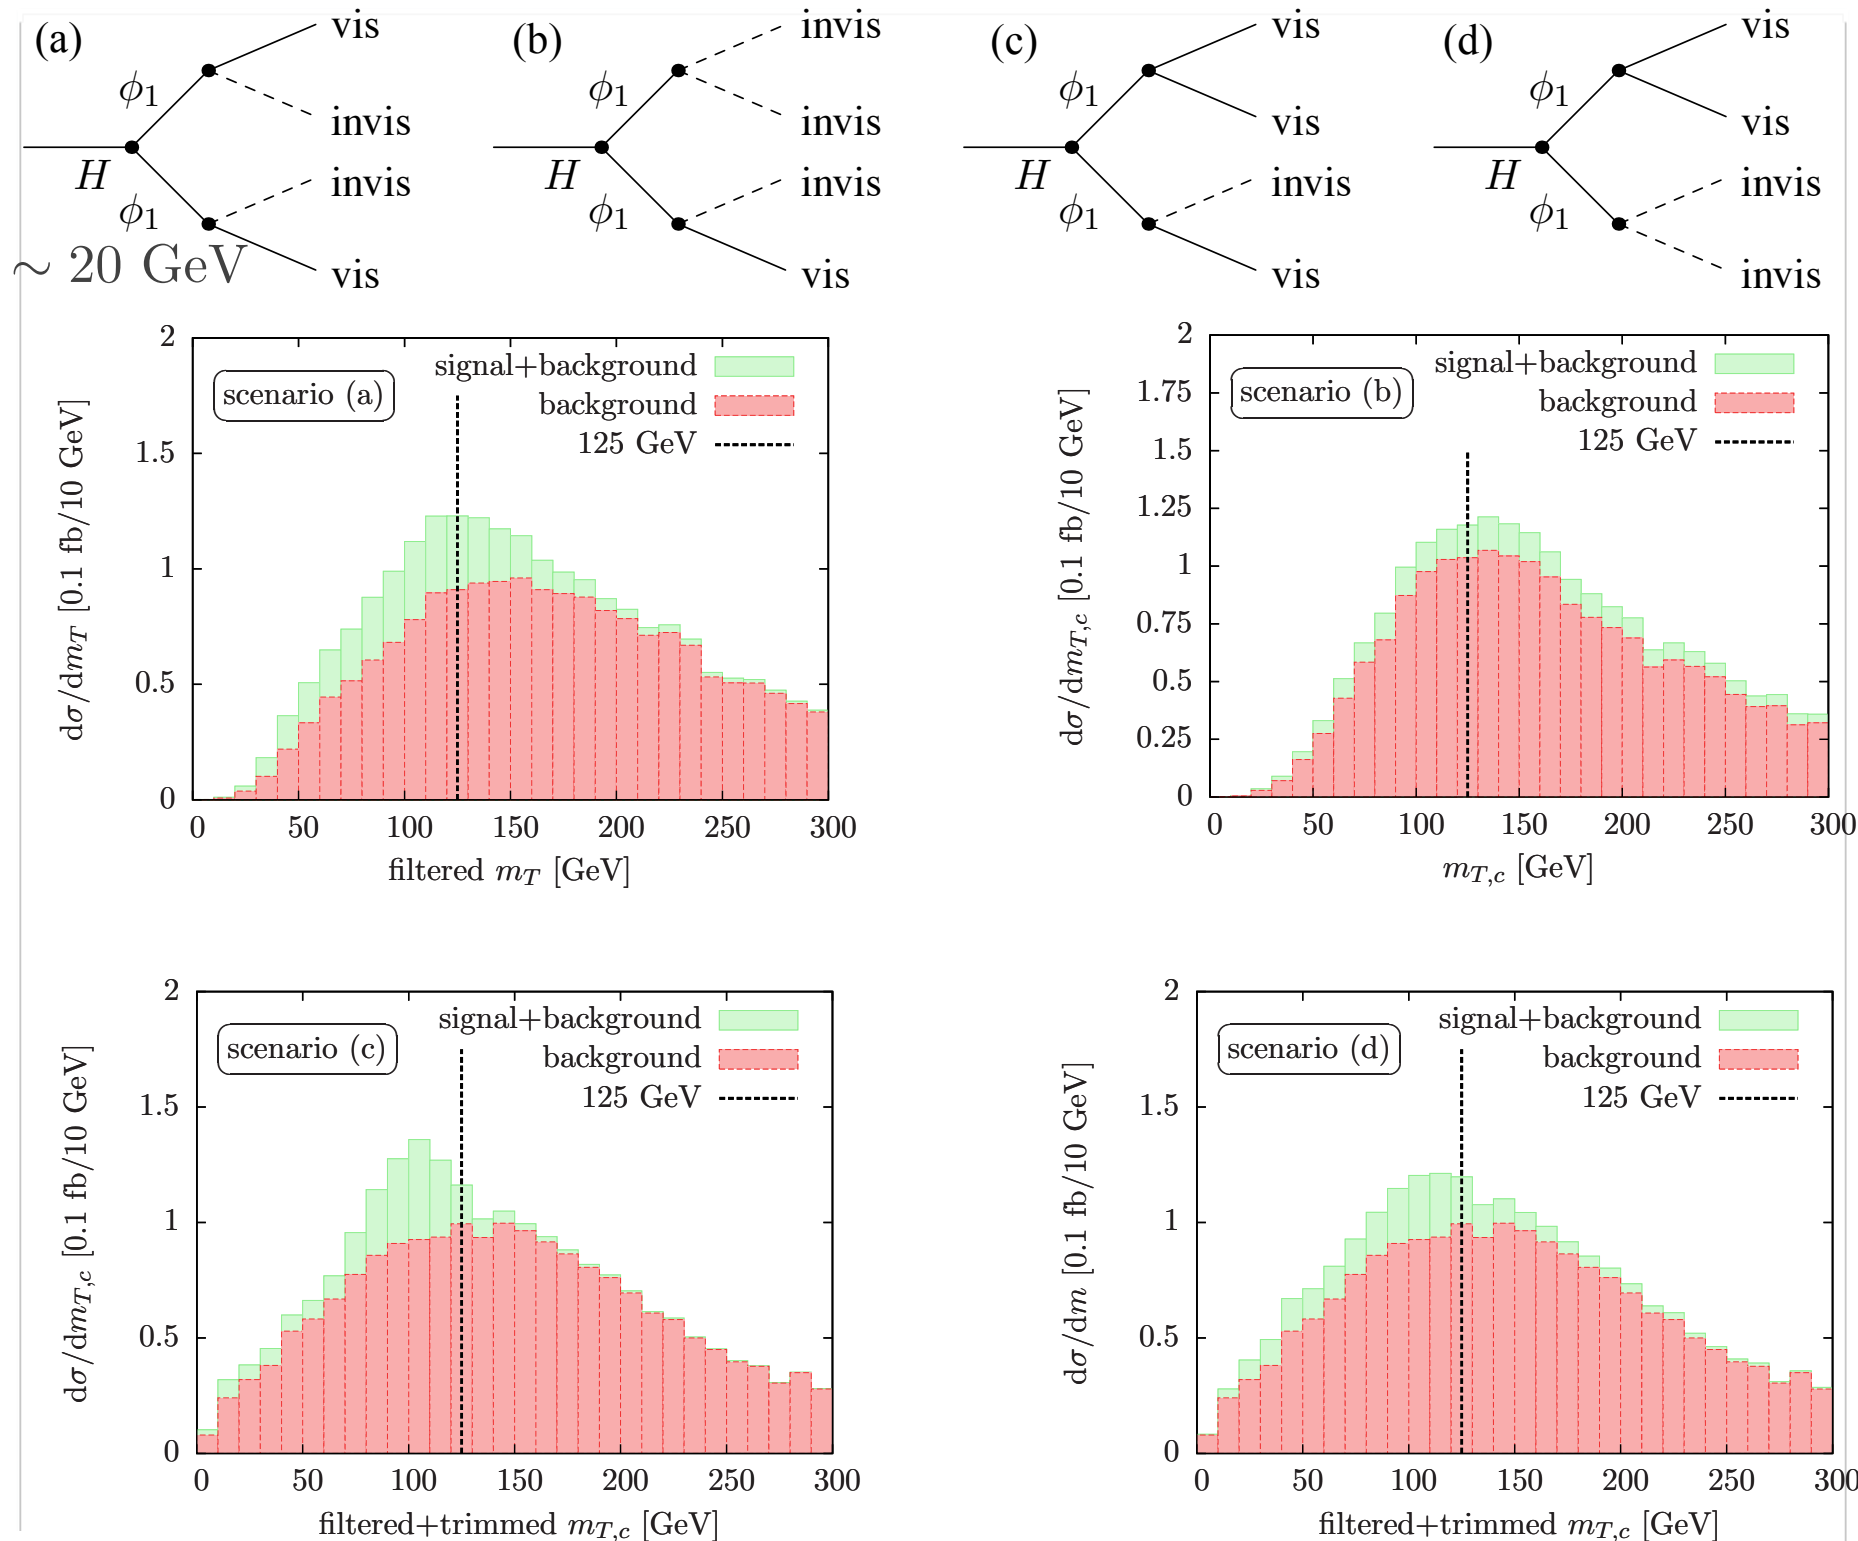 (a) vis (b) invis (c) vis (d) vis
ϕ1 ϕ1 ϕ1 ϕ1
invis invis vis vis
H invis H invis H invis H invis
ϕ1 ϕ1 ϕ1 ϕ1
∼ 20 GeV vis vis vis invis
2
signal+background
scenario (a)
background
125 GeV
1.5
1
0.5
0
dσ/dm_T [0.1 fb/10 GeV]
0 50 100 150 200 250 300
filtered m_T [GeV]
2
signal+background
1.75
scenario (b)
background
125 GeV
1.5
1.25
1
0.75
0.5
0.25
0
dσ/dm_{T,c} [0.1 fb/10 GeV]
0 50 100 150 200 250 300
m_{T,c} [GeV]
2
signal+background
scenario (c)
background
125 GeV
1.5
1
0.5
0
dσ/dm_{T,c} [0.1 fb/10 GeV]
0 50 100 150 200 250 300
filtered+trimmed m_{T,c} [GeV]
2
signal+background
scenario (d)
background
125 GeV
1.5
1
0.5
0
dσ/dm [0.1 fb/10 GeV]
0 50 100 150 200 250 300
filtered+trimmed m_{T,c} [GeV]